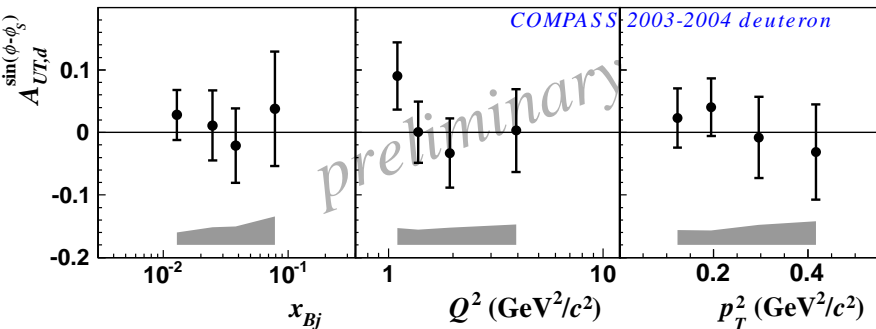 COMPASS 2003-2004 deuteron
A_{UT,d}^{sin(ϕ-ϕ_S)}
0.1
0
-0.1
-0.2
preliminary
10^{-2} 10^{-1} 1 10 0.2 0.4
x_{Bj} Q^2 (GeV^2/c^2) p_T^2 (GeV^2/c^2)